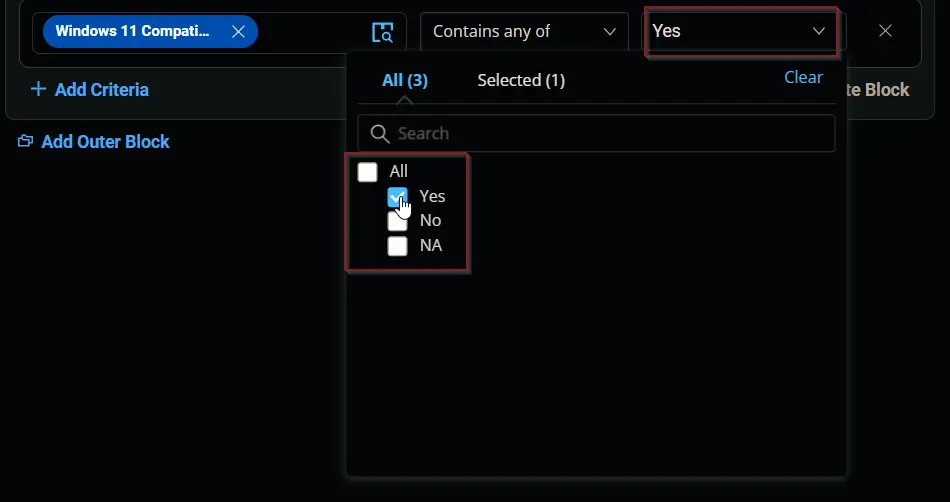 Windows 11 Compati... Contains any of Yes
All (3) Selected (1) Clear
Add Criteria te Block
Search
Add Outer Block
All
Yes
No
NA